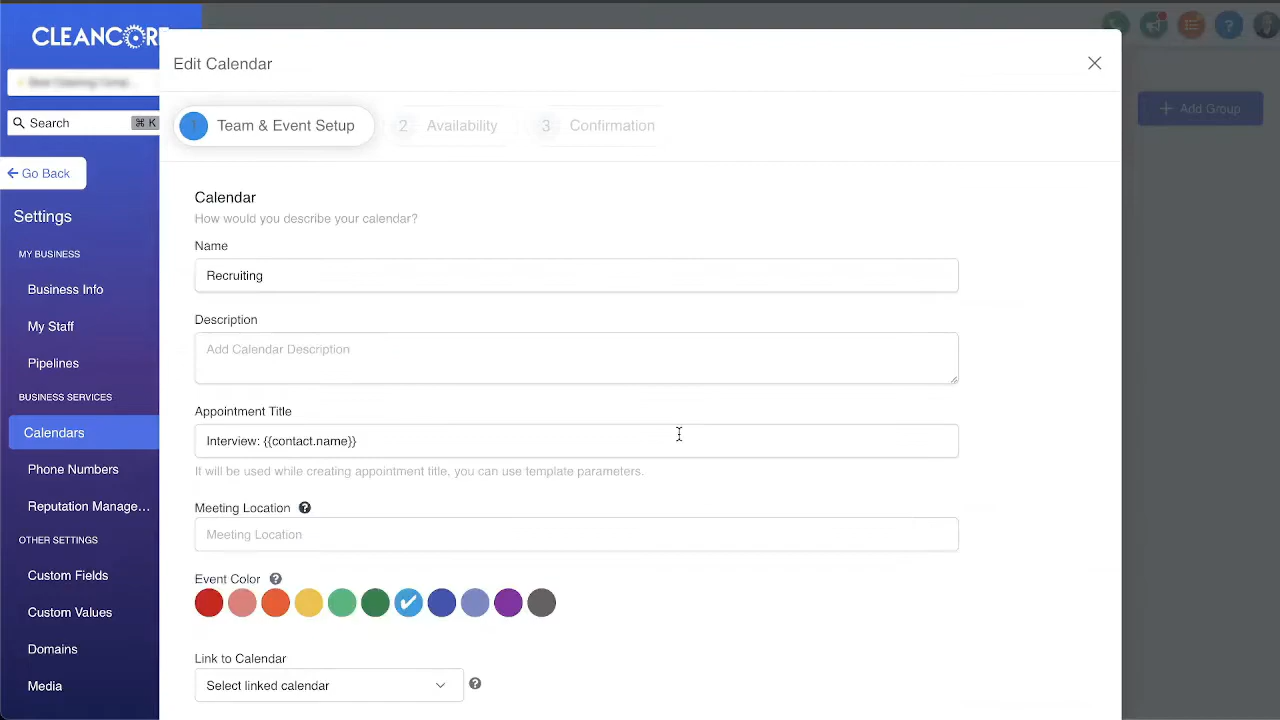 CLEANCORE
Search
⌘ K
Go Back
Settings
MY BUSINESS
Business Info
My Staff
Pipelines
BUSINESS SERVICES
Calendars
Phone Numbers
Reputation Manage...
OTHER SETTINGS
Custom Fields
Custom Values
Domains
Media
Edit Calendar
1 Team & Event Setup
2 Availability
3 Confirmation
Calendar
How would you describe your calendar?
Name
Recruiting
Description
Add Calendar Description
Appointment Title
Interview: {{contact.name}}
It will be used while creating appointment title, you can use template parameters.
Meeting Location ?
Meeting Location
Event Color ?
Link to Calendar
Select linked calendar ?
+ Add Group
?